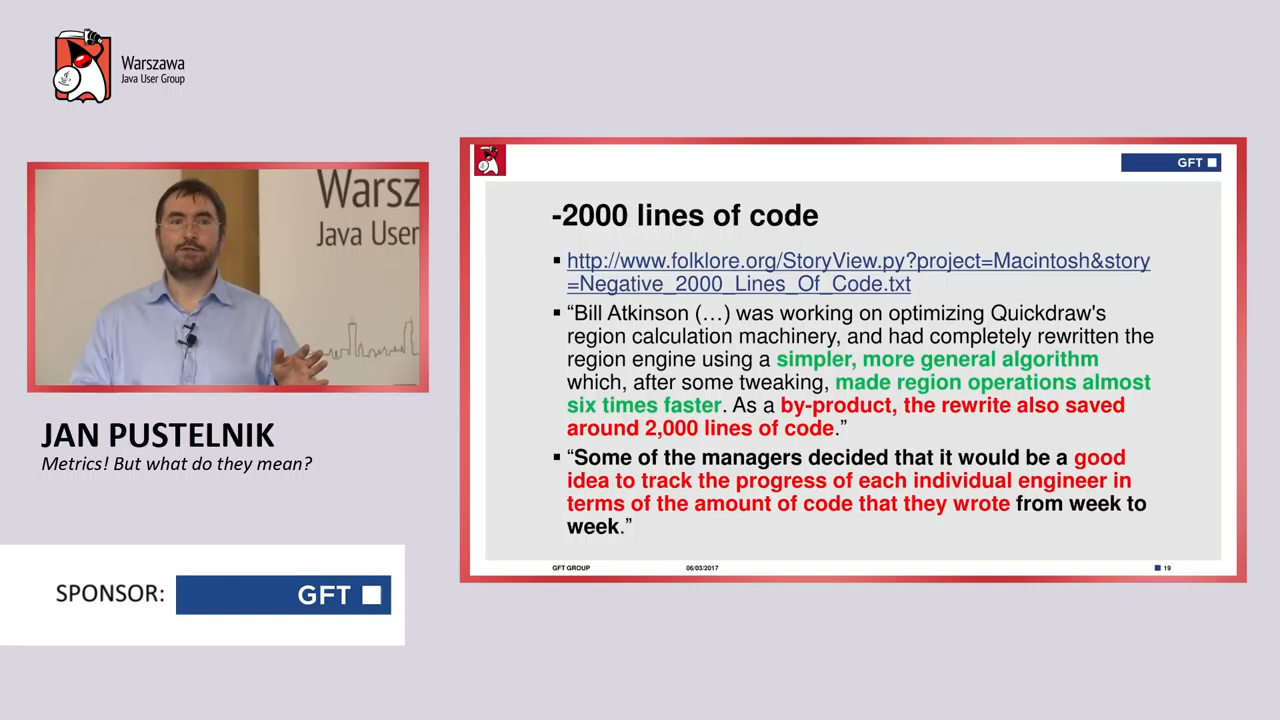 Warszawa
Java User Group
Warsz
Java User
JAN PUSTELNIK
Metrics! But what do they mean?
SPONSOR:
GFT
GFT
-2000 lines of code
▪ http://www.folklore.org/StoryView.py?project=Macintosh&story
=Negative_2000_Lines_Of_Code.txt
▪ “Bill Atkinson (…) was working on optimizing Quickdraw's
region calculation machinery, and had completely rewritten the
region engine using a simpler, more general algorithm
which, after some tweaking, made region operations almost
six times faster. As a by-product, the rewrite also saved
around 2,000 lines of code.”
▪ “Some of the managers decided that it would be a good
idea to track the progress of each individual engineer in
terms of the amount of code that they wrote from week to
week.”
GFT GROUP
06/03/2017
19